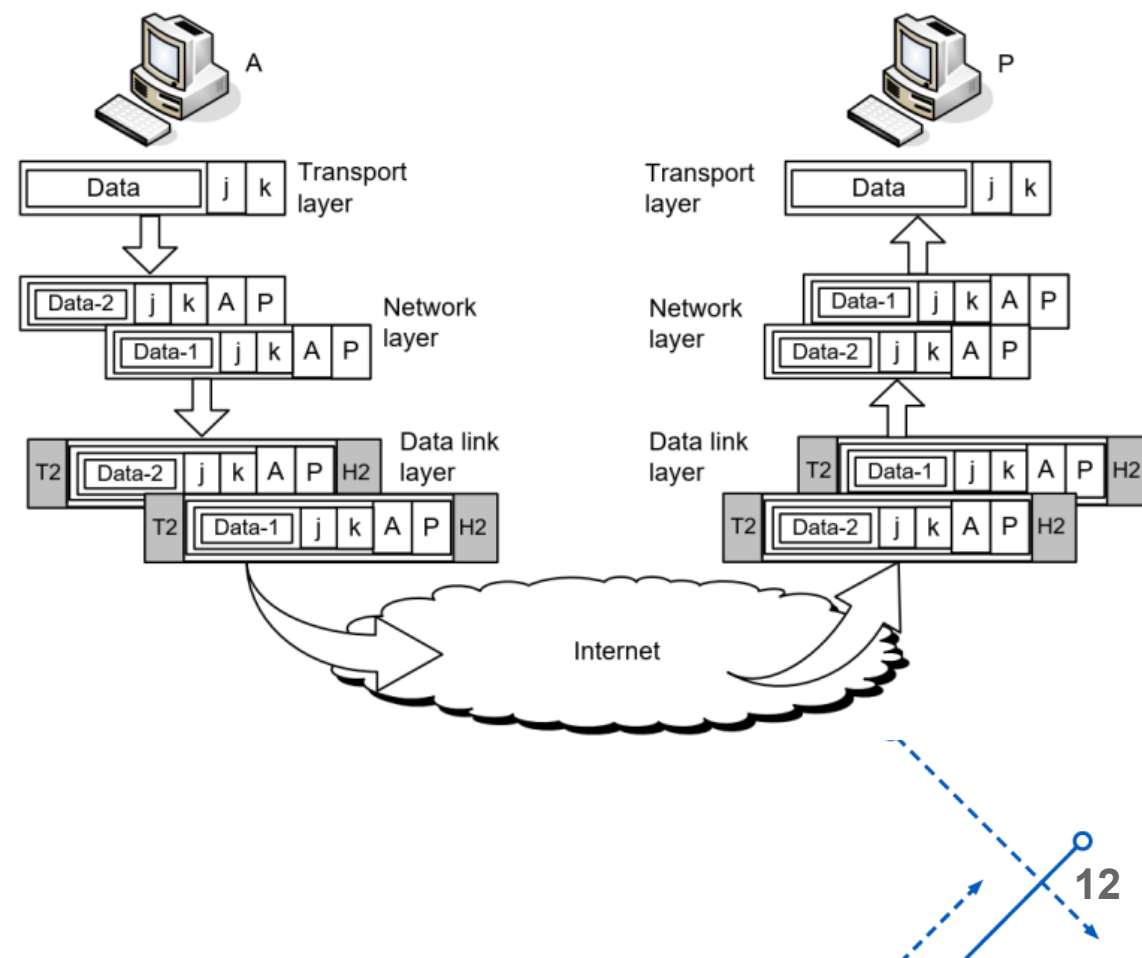 A
P
Data j k
Transport
layer
Transport
layer
Data j k
Data-2 j k A P
Data-1 j k A P
Network
layer
Network
layer
Data-1 j k A P
Data-2 j k A P
T2 Data-2 j k A P H2
T2 Data-1 j k A P H2
Data link
layer
Data link
layer
T2 Data-1 j k A P H2
T2 Data-2 j k A P H2
Internet
12